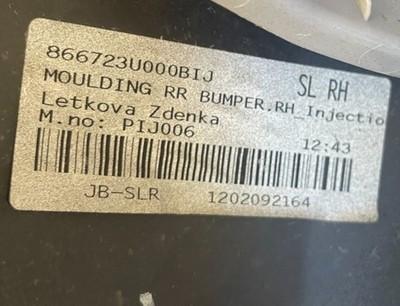 866723U000BIJ SL RH
MOULDING RR BUMPER.RH_Injectio
Letkova Zdenka
M.no: PIJ006 12:43
JB-SLR 1202092164